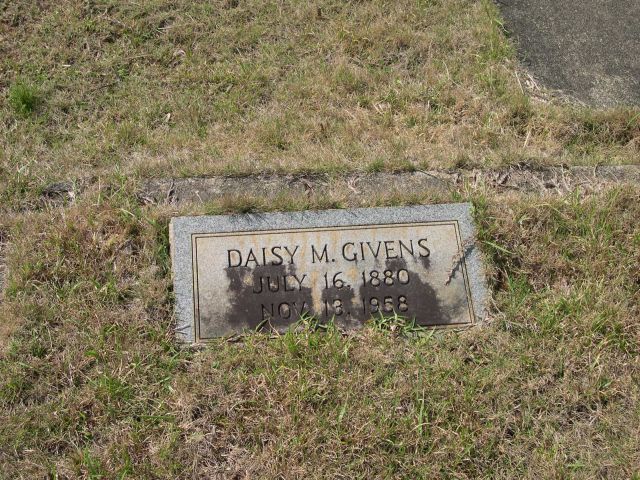 DAISY M. GIVENS
JULY 16, 1880
NOV. 13, 1958